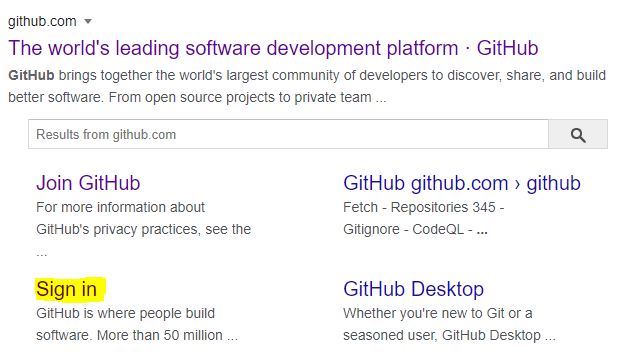 github.com
The world's leading software development platform · GitHub
GitHub brings together the world's largest community of developers to discover, share, and build
better software. From open source projects to private team ...
Results from github.com
Join GitHub
For more information about
GitHub's privacy practices, see the
...
GitHub github.com › github
Fetch - Repositories 345 -
Gitignore - CodeQL - ...
Sign in
GitHub is where people build
software. More than 50 million ...
GitHub Desktop
Whether you're new to Git or a
seasoned user, GitHub Desktop ...